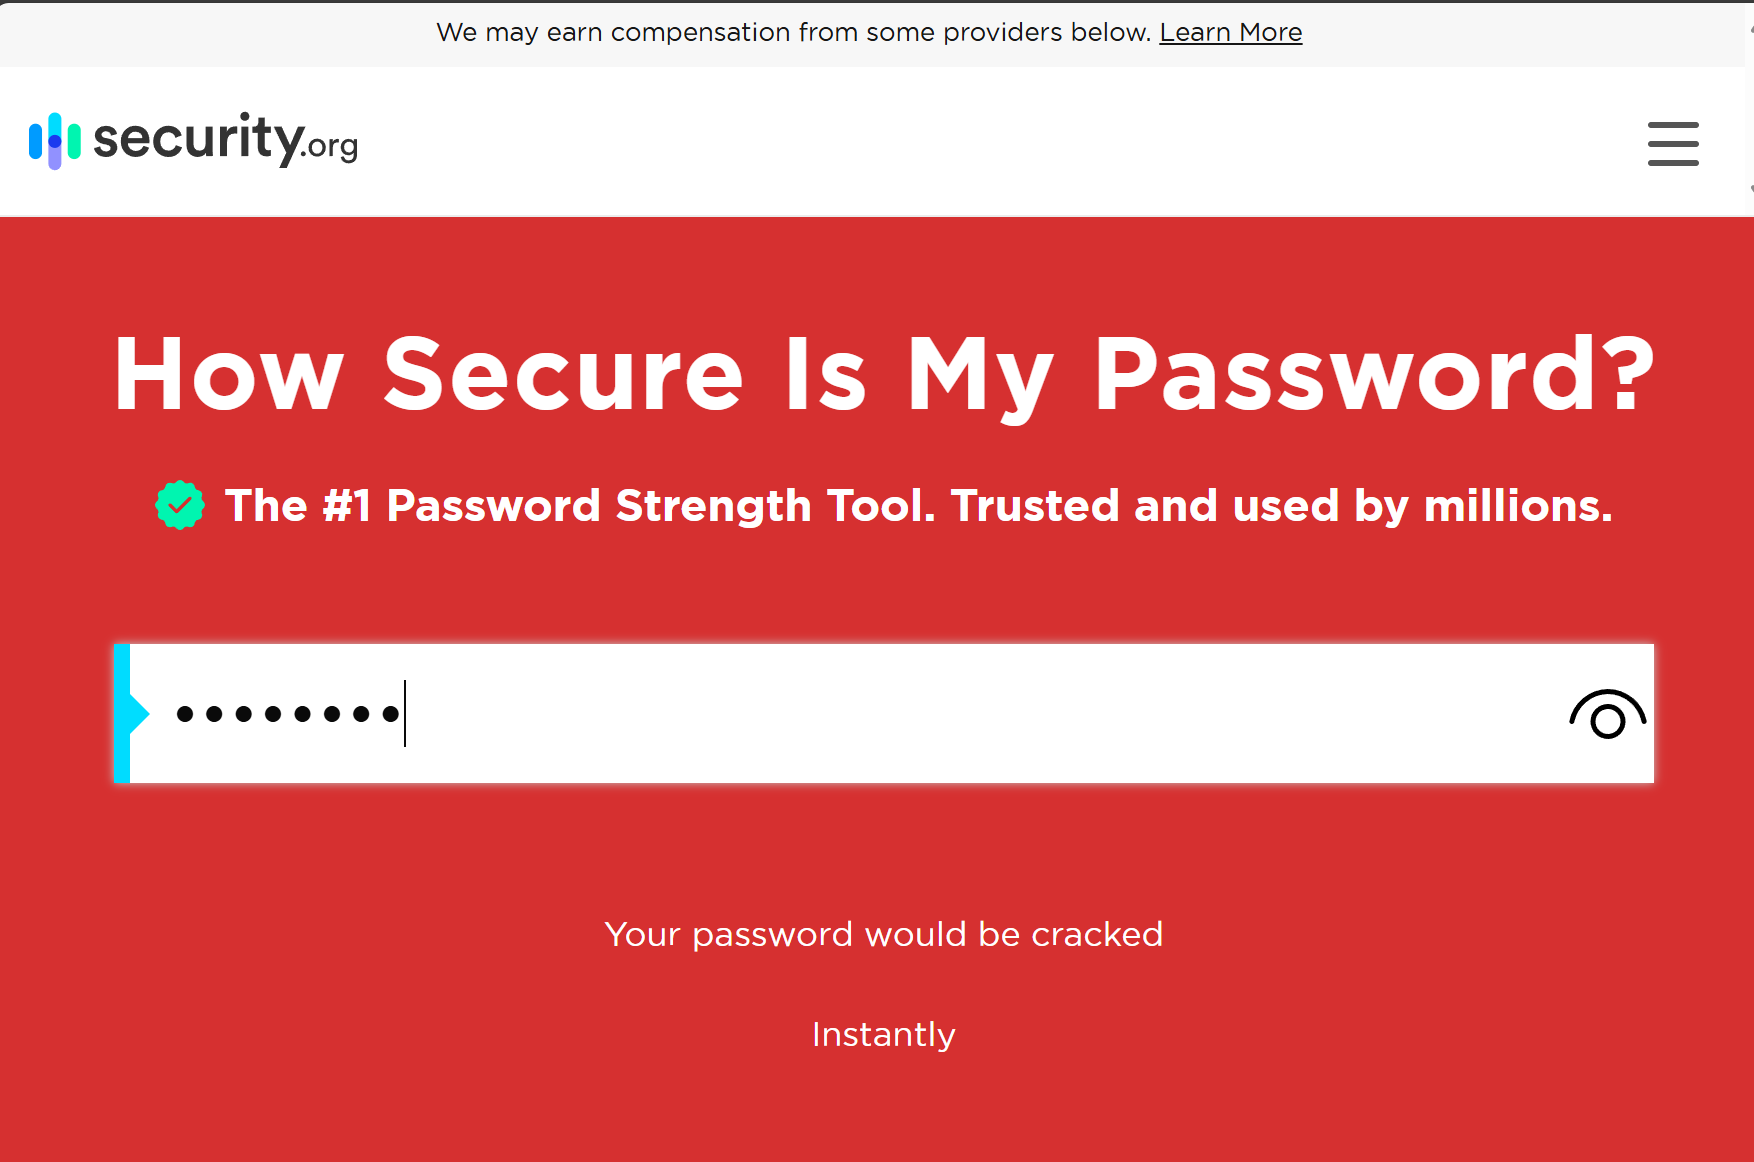 We may earn compensation from some providers below. Learn More
security.org
How Secure Is My Password?
The #1 Password Strength Tool. Trusted and used by millions.
••••••••
Your password would be cracked
Instantly